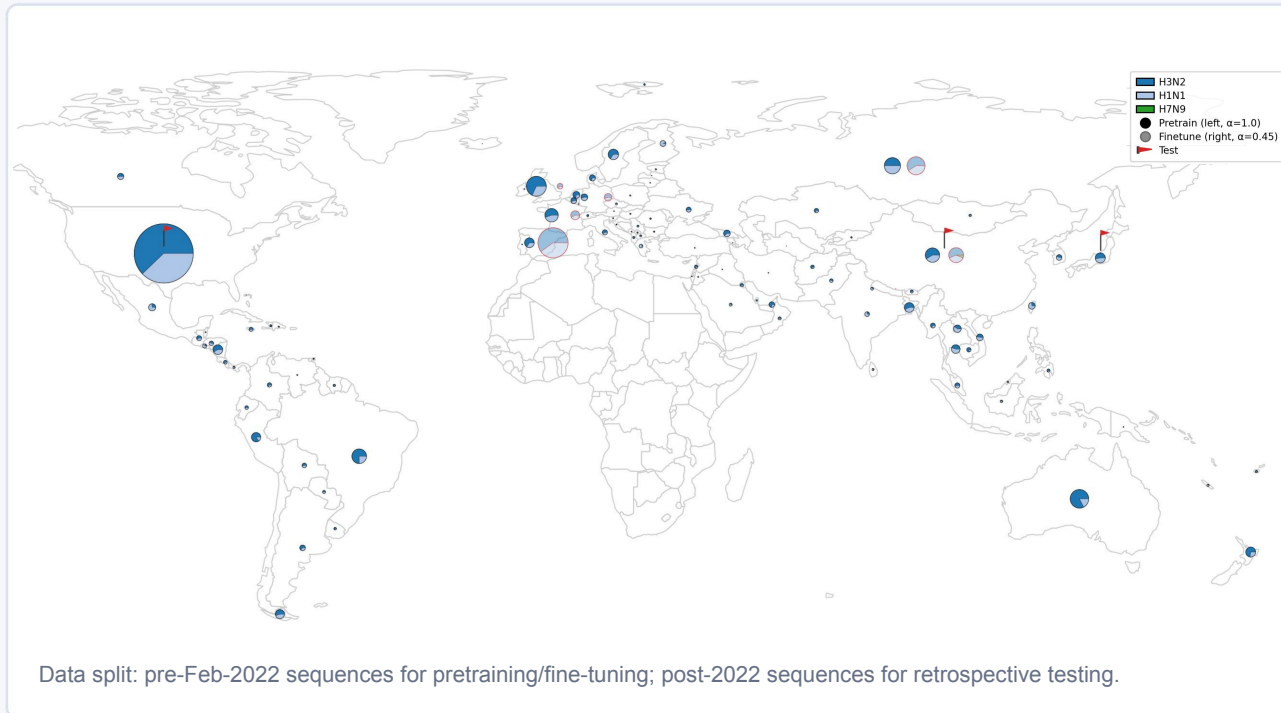 H3N2
H1N1
H7N9
Pretrain (left, α=1.0)
Finetune (right, α=0.45)
Test
Data split: pre-Feb-2022 sequences for pretraining/fine-tuning; post-2022 sequences for retrospective testing.